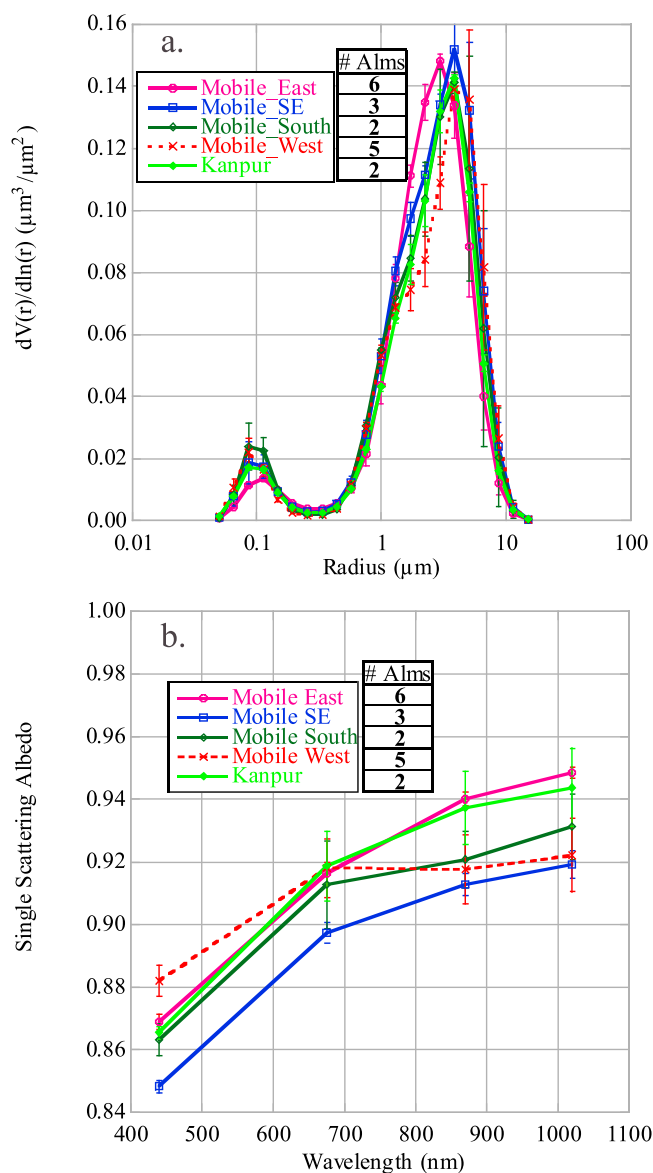 a.
# Alms
Mobile_East 6
Mobile_SE 3
Mobile_South 2
Mobile_West 5
Kanpur 2
dV(r)/dln(r) (µm³/µm²)
0.16
0.14
0.12
0.10
0.08
0.06
0.04
0.02
0.00
0.01 0.1 1 10 100
Radius (µm)
b.
# Alms
Mobile East 6
Mobile SE 3
Mobile South 2
Mobile West 5
Kanpur 2
Single Scattering Albedo
1.00
0.98
0.96
0.94
0.92
0.90
0.88
0.86
0.84
400 500 600 700 800 900 1000 1100
Wavelength (nm)